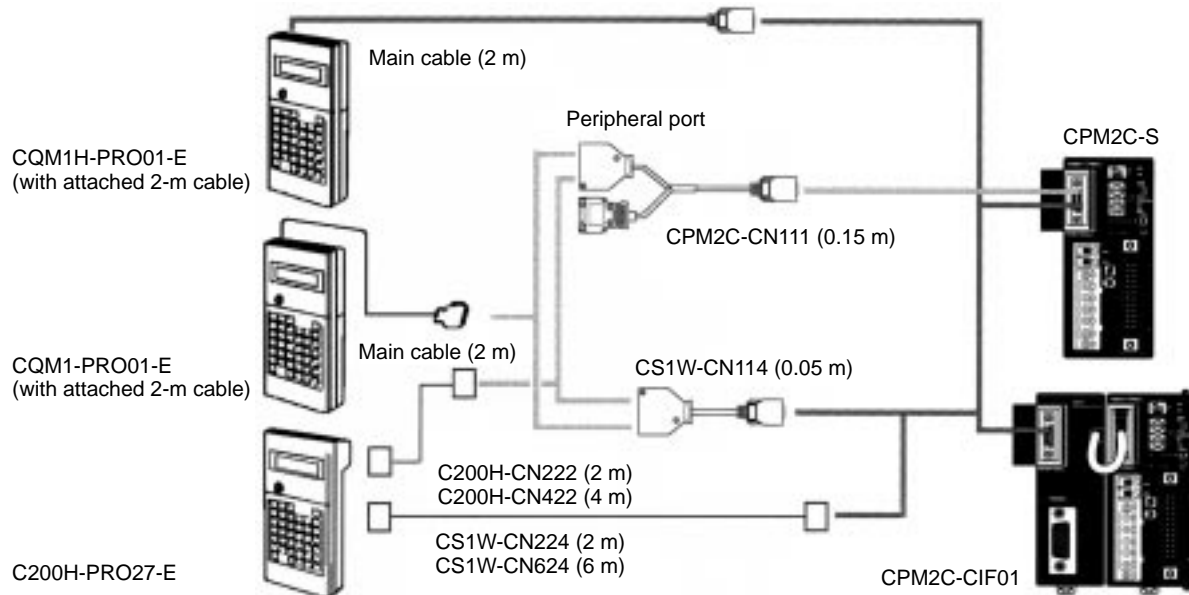 Main cable (2 m)
CQM1H-PRO01-E
(with attached 2-m cable)
Peripheral port
CPM2C-S
CPM2C-CN111 (0.15 m)
Main cable (2 m)
CQM1-PRO01-E
(with attached 2-m cable)
CS1W-CN114 (0.05 m)
C200H-CN222 (2 m)
C200H-CN422 (4 m)
CS1W-CN224 (2 m)
CS1W-CN624 (6 m)
C200H-PRO27-E
CPM2C-CIF01